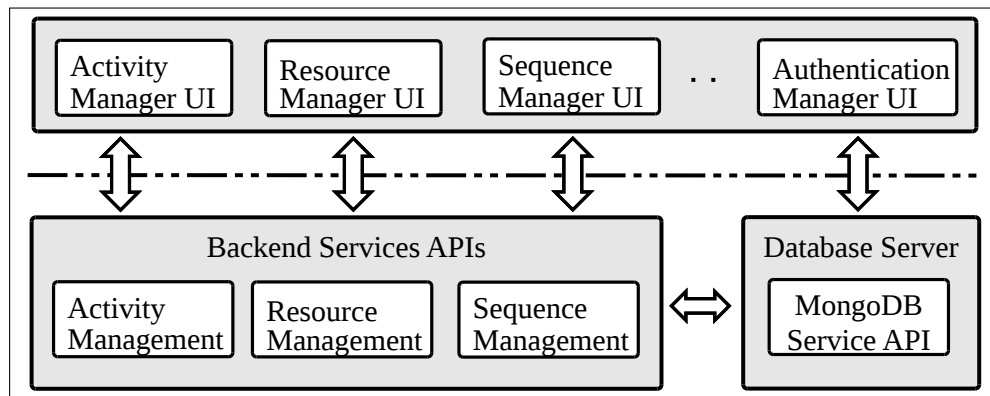 Activity
Manager UI
Resource
Manager UI
Sequence
Manager UI
. .
Authentication
Manager UI
Backend Services APIs
Activity
Management
Resource
Management
Sequence
Management
Database Server
MongoDB
Service API